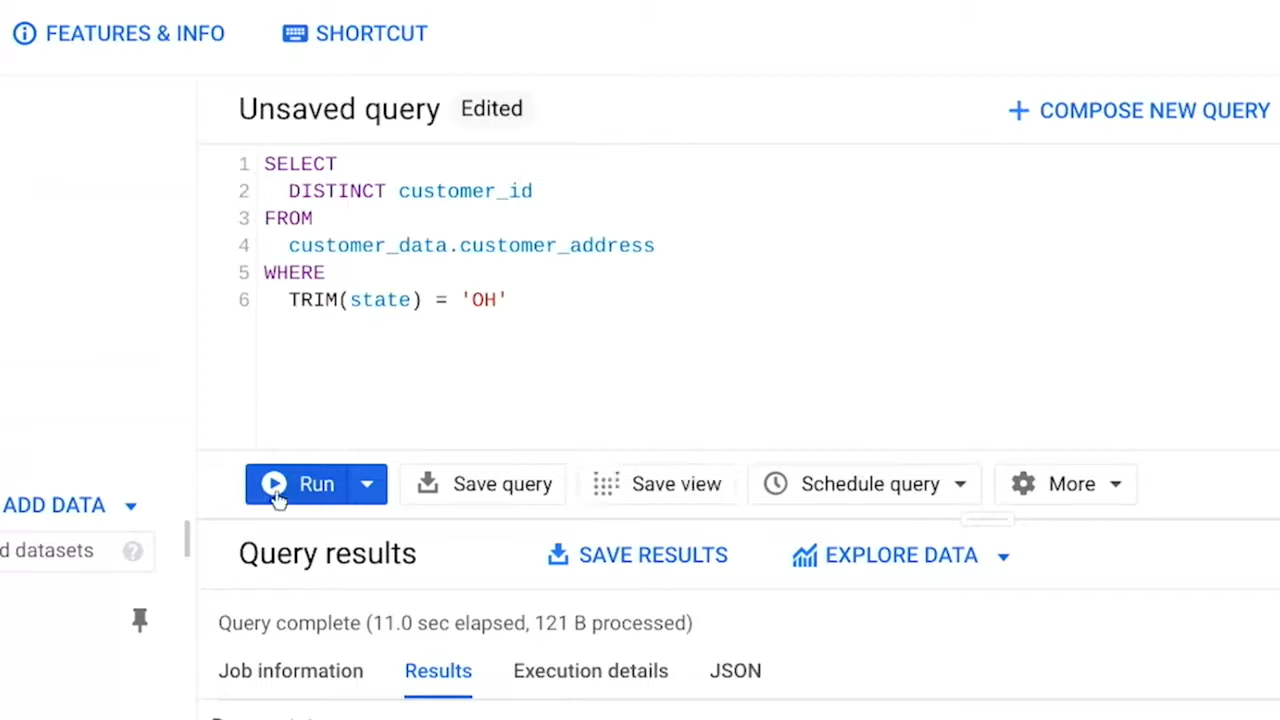 FEATURES & INFO SHORTCUT
Unsaved query Edited COMPOSE NEW QUERY
1 SELECT
2 DISTINCT customer_id
3 FROM
4 customer_data.customer_address
5 WHERE
6 TRIM(state) = 'OH'
Run Save query Save view Schedule query More
ADD DATA
d datasets
Query results SAVE RESULTS EXPLORE DATA
Query complete (11.0 sec elapsed, 121 B processed)
Job information Results Execution details JSON